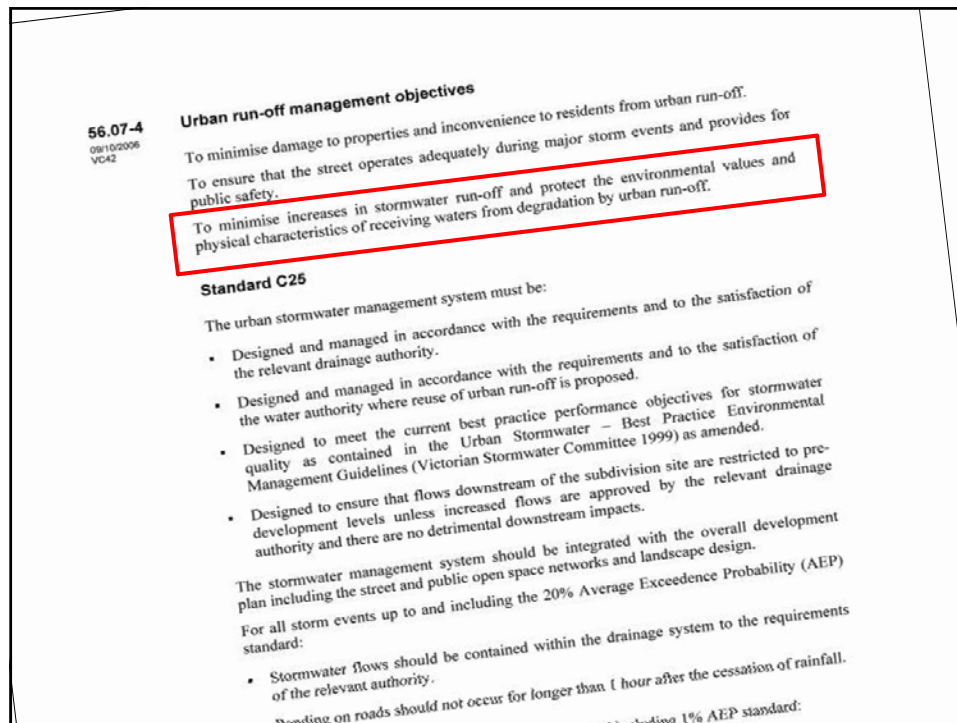 56.07-4
09/10/2006
VC42
Urban run-off management objectives
To minimise damage to properties and inconvenience to residents from urban run-off.
To ensure that the street operates adequately during major storm events and provides for
public safety.
To minimise increases in stormwater run-off and protect the environmental values and
physical characteristics of receiving waters from degradation by urban run-off.
Standard C25
The urban stormwater management system must be:
▪ Designed and managed in accordance with the requirements and to the satisfaction of
the relevant drainage authority.
▪ Designed and managed in accordance with the requirements and to the satisfaction of
the water authority where reuse of urban run-off is proposed.
▪ Designed to meet the current best practice performance objectives for stormwater
quality as contained in the Urban Stormwater – Best Practice Environmental
Management Guidelines (Victorian Stormwater Committee 1999) as amended.
▪ Designed to ensure that flows downstream of the subdivision site are restricted to pre-
development levels unless increased flows are approved by the relevant drainage
authority and there are no detrimental downstream impacts.
The stormwater management system should be integrated with the overall development
plan including the street and public open space networks and landscape design.
For all storm events up to and including the 20% Average Exceedence Probability (AEP)
standard:
▪ Stormwater flows should be contained within the drainage system to the requirements
of the relevant authority.
Ponding on roads should not occur for longer than 1 hour after the cessation of rainfall.
including 1% AEP standard: